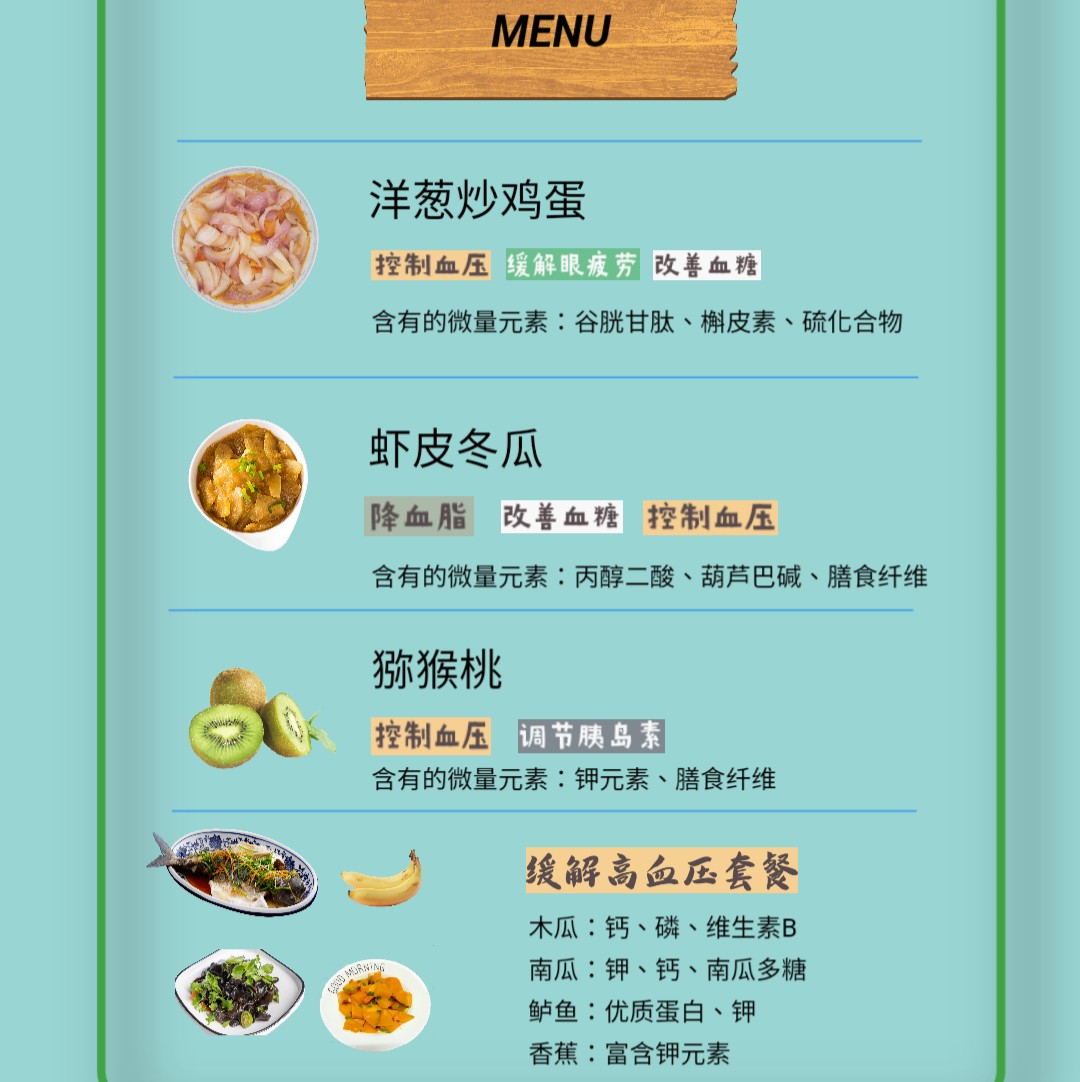 MENU
洋葱炒鸡蛋
控制血压 缓解眼疲劳 改善血糖
含有的微量元素：谷胱甘肽、槲皮素、硫化合物
虾皮冬瓜
降血脂 改善血糖 控制血压
含有的微量元素：丙醇二酸、葫芦巴碱、膳食纤维
猕猴桃
控制血压 调节胰岛素
含有的微量元素：钾元素、膳食纤维
缓解高血压套餐
木瓜：钙、磷、维生素B
南瓜：钾、钙、南瓜多糖
鲈鱼：优质蛋白、钾
香蕉：富含钾元素
GOOD MORNING